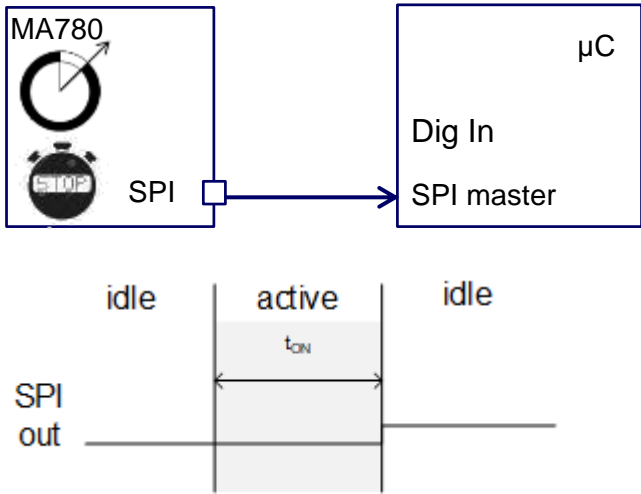 MA780
µC
Dig In
STOP
SPI
SPI master
idle
active
idle
tON
SPI
out